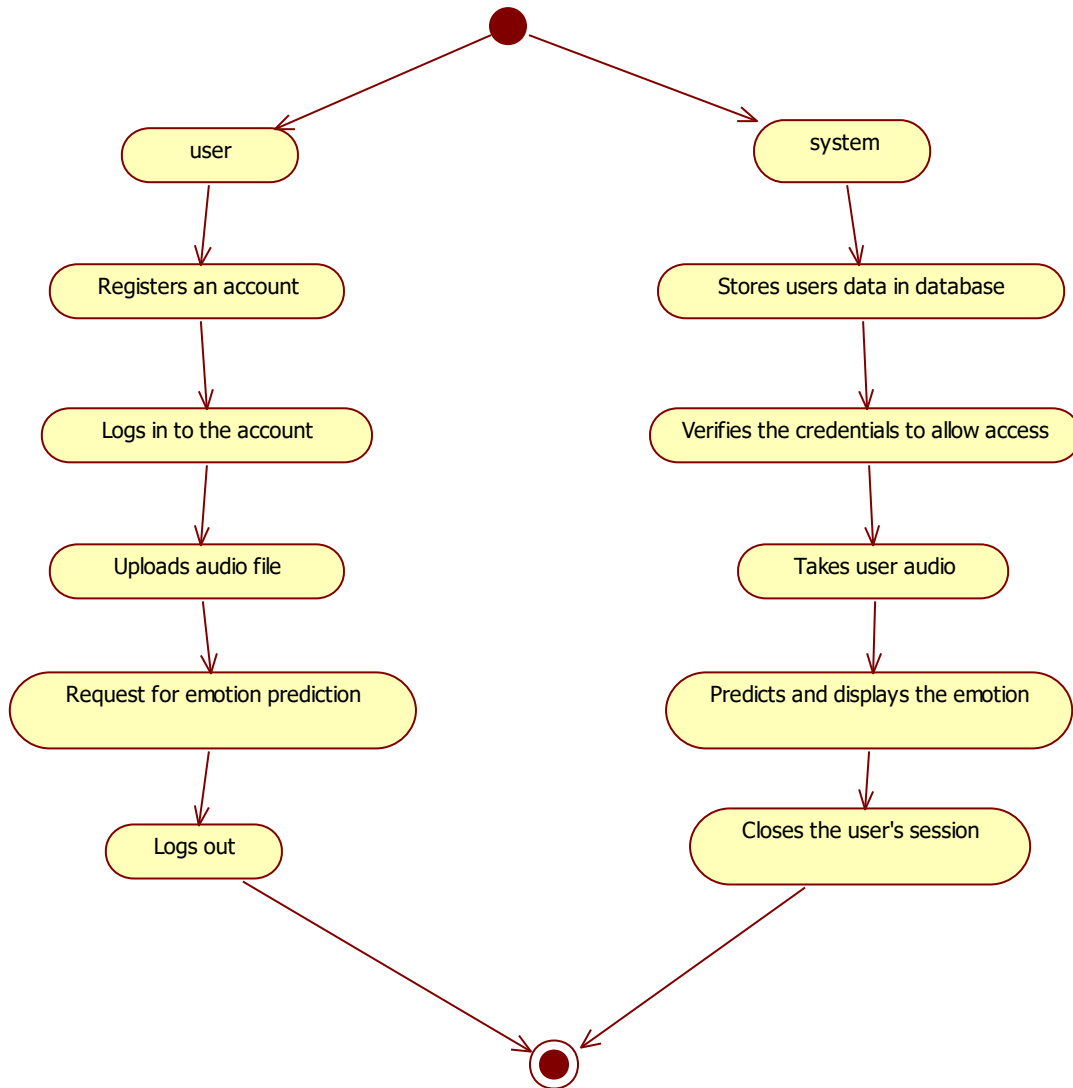 user
system
Registers an account
Stores users data in database
Logs in to the account
Verifies the credentials to allow access
Uploads audio file
Takes user audio
Request for emotion prediction
Predicts and displays the emotion
Logs out
Closes the user's session